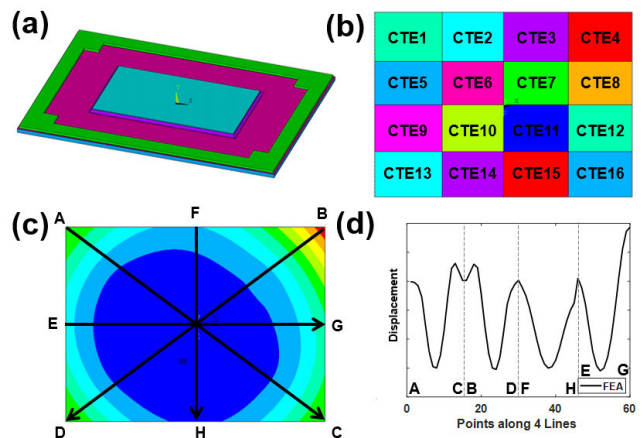 (a)
(b)
CTE1 CTE2 CTE3 CTE4
CTE5 CTE6 CTE7 CTE8
CTE9 CTE10 CTE11 CTE12
CTE13 CTE14 CTE15 CTE16
(c)
A F B
E G
D H C
(d)
Displacement
A C B D F H E G
FEA
0 20 40 60
Points along 4 Lines